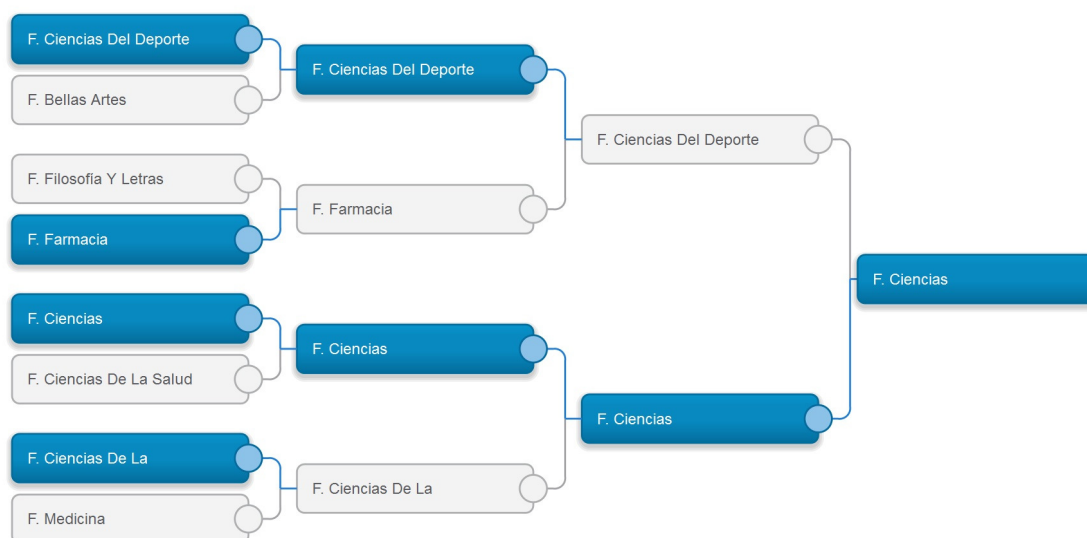 F. Ciencias Del Deporte
F. Bellas Artes
F. Filosofía Y Letras
F. Farmacia
F. Ciencias
F. Ciencias De La Salud
F. Ciencias De La
F. Medicina
F. Ciencias Del Deporte
F. Farmacia
F. Ciencias
F. Ciencias De La
F. Ciencias Del Deporte
F. Ciencias
F. Ciencias